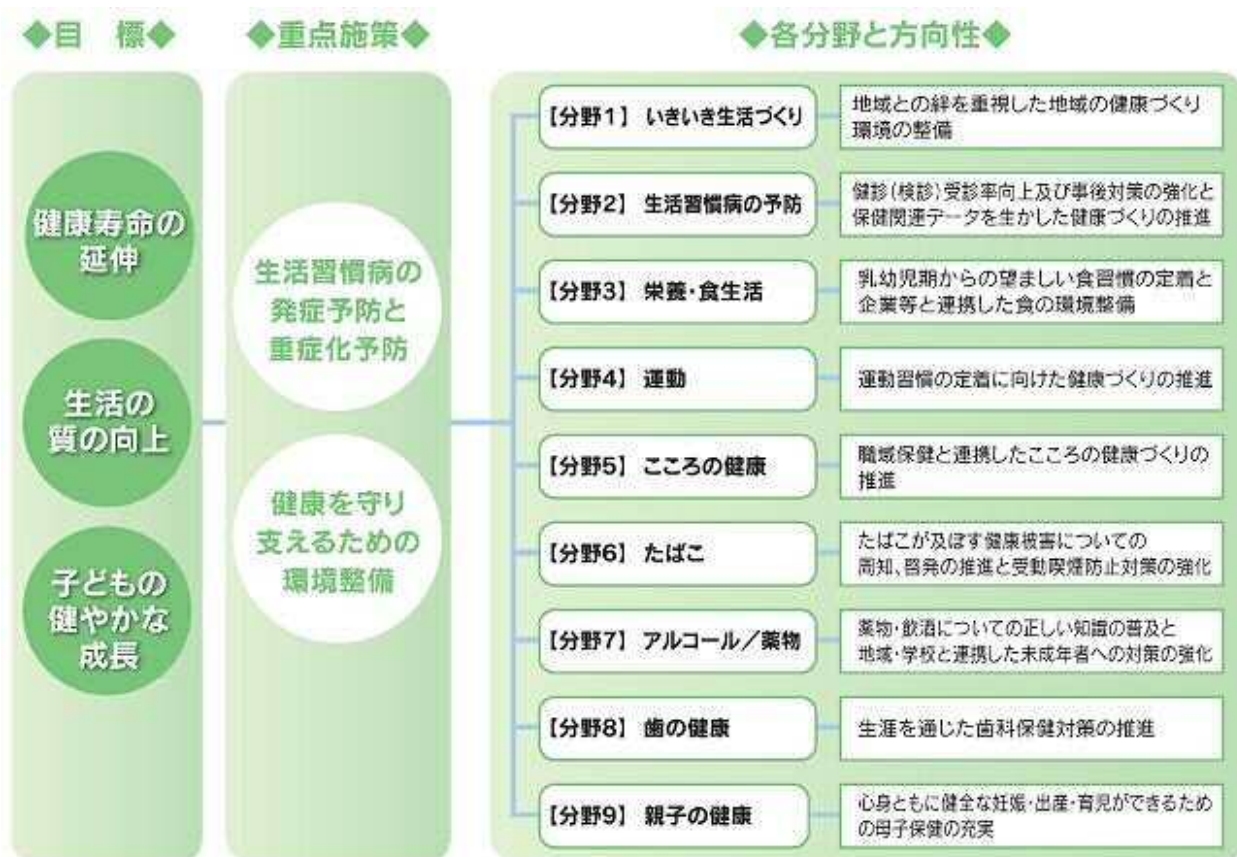 ◆目　標◆
◆重点施策◆
◆各分野と方向性◆
健康寿命の
延伸
生活の
質の向上
子どもの
健やかな
成長
生活習慣病の
発症予防と
重症化予防
健康を守り
支えるための
環境整備
【分野1】 いきいき生活づくり
地域との絆を重視した地域の健康づくり
環境の整備
【分野2】 生活習慣病の予防
健診(検診)受診率向上及び事後対策の強化と
保健関連データを生かした健康づくりの推進
【分野3】 栄養・食生活
乳幼児期からの望ましい食習慣の定着と
企業等と連携した食の環境整備
【分野4】 運動
運動習慣の定着に向けた健康づくりの推進
【分野5】 こころの健康
職域保健と連携したこころの健康づくりの
推進
【分野6】 たばこ
たばこが及ぼす健康被害についての
周知、啓発の推進と受動喫煙防止対策の強化
【分野7】 アルコール／薬物
薬物・飲酒についての正しい知識の普及と
地域・学校と連携した未成年者への対策の強化
【分野8】 歯の健康
生涯を通じた歯科保健対策の推進
【分野9】 親子の健康
心身ともに健全な妊娠・出産・育児ができるため
の母子保健の充実